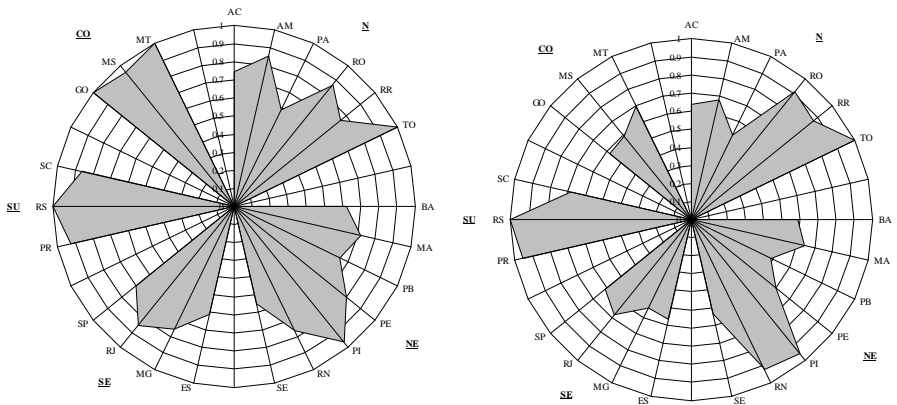 AC
AM
PA
N
RO
RR
TO
BA
MA
PB
PE
NE
PI
RN
SE
ES
MG
SE
RJ
SP
PR
SU
RS
SC
GO
MS
MT
CO
1
0.9
0.8
0.7
0.6
0.5
0.4
0.3
0.2
0.1
0
AC
AM
PA
N
RO
RR
TO
BA
MA
PB
PE
NE
PI
RN
SE
ES
MG
SE
RJ
SP
PR
SU
RS
SC
GO
MS
MT
CO
1
0.9
0.8
0.7
0.6
0.5
0.4
0.3
0.2
0.1
0